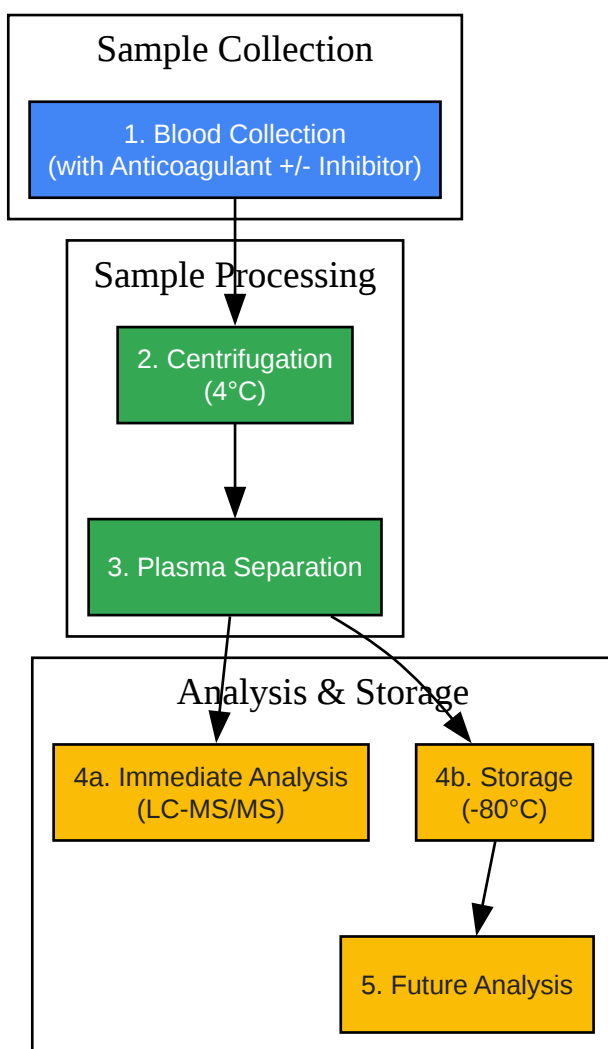 Sample Collection
1. Blood Collection
(with Anticoagulant +/- Inhibitor)
Sample Processing
2. Centrifugation
(4°C)
3. Plasma Separation
Analysis & Storage
4a. Immediate Analysis
(LC-MS/MS)
4b. Storage
(-80°C)
5. Future Analysis